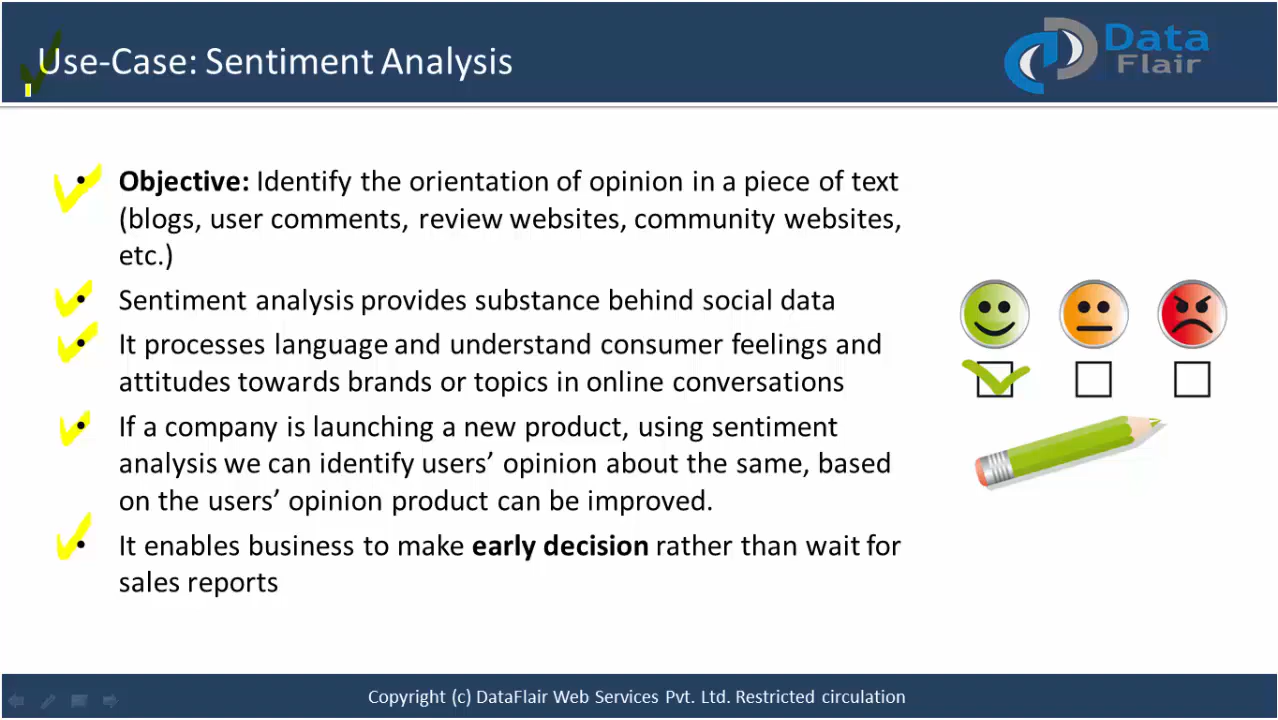 Use-Case: Sentiment Analysis
Data
Flair
• Objective: Identify the orientation of opinion in a piece of text
(blogs, user comments, review websites, community websites,
etc.)
• Sentiment analysis provides substance behind social data
• It processes language and understand consumer feelings and
attitudes towards brands or topics in online conversations
• If a company is launching a new product, using sentiment
analysis we can identify users’ opinion about the same, based
on the users’ opinion product can be improved.
• It enables business to make early decision rather than wait for
sales reports
Copyright (c) DataFlair Web Services Pvt. Ltd. Restricted circulation